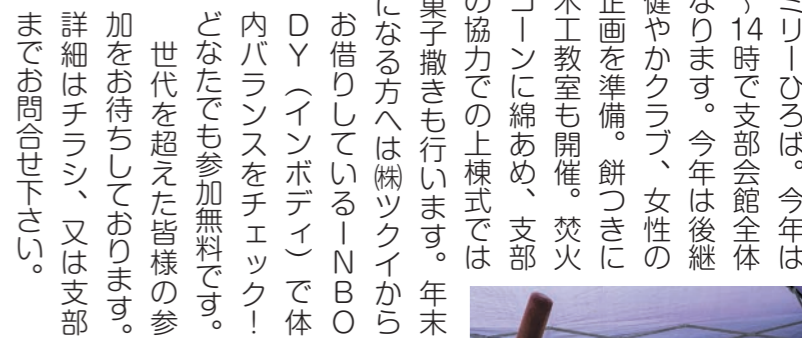 ミリーひろば。今年は
〜14時で支部会館全体
なります。今年は後継
健やかクラブ、女性の
企画を準備。餅つきに
木工教室も開催。焚火
コーンに綿あめ、支部
の協力での上棟式では
菓子撒きも行います。年末
になる方へは㈱ツクイから
お借りしているINBO
DY（インボディ）で体
内バランスをチェック！
どなたでも参加無料です。
世代を超えた皆様の参
加をお待ちしております。
詳細はチラシ、又は支部
までお問合せ下さい。